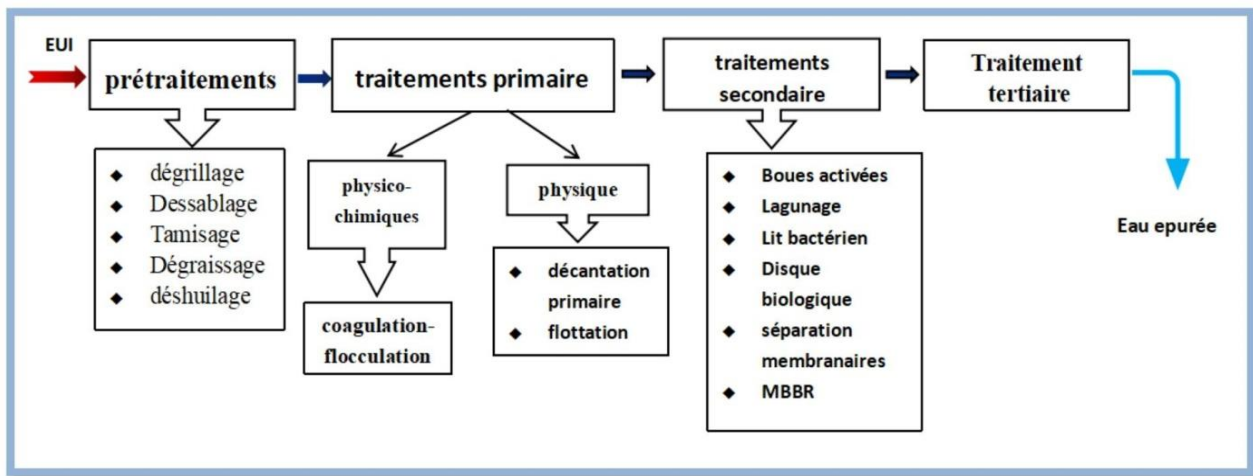 EUI
prétraitements
traitements primaire
traitements
secondaire
Traitement
tertiaire
dégrillage
Dessablage
Tamisage
Dégraissage
déshuilage
physico-
chimiques
physique
coagulation-
flocculation
décantation
primaire
flottation
Boues activées
Lagunage
Lit bactérien
Disque
biologique
séparation
membranaires
MBBR
Eau epurée